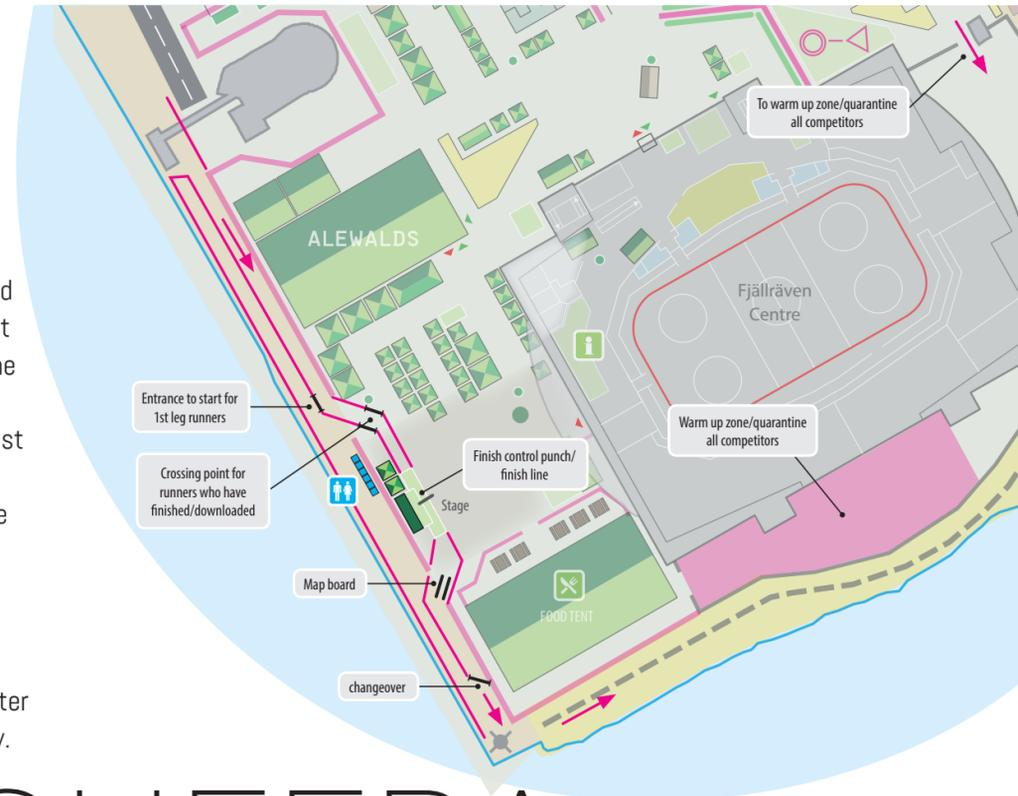 To warm up zone/quarantine
all competitors
ALEWALDS
Fjällräven
Centre
Entrance to start for
1st leg runners
Warm up zone/quarantine
all competitors
Crossing point for
runners who have
finished/downloaded
Finish control punch/
finish line
Stage
Map board
FOOD TENT
changeover